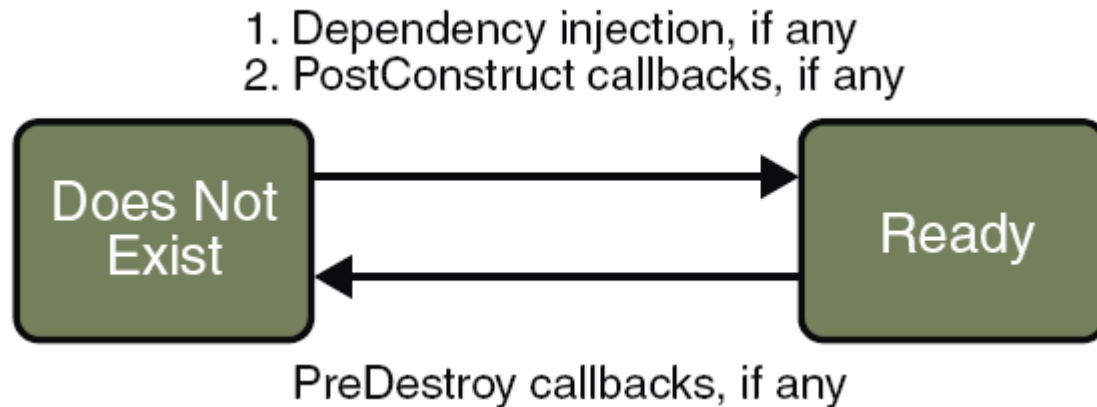 1. Dependency injection, if any
2. PostConstruct callbacks, if any
Does Not
Exist
Ready
PreDestroy callbacks, if any